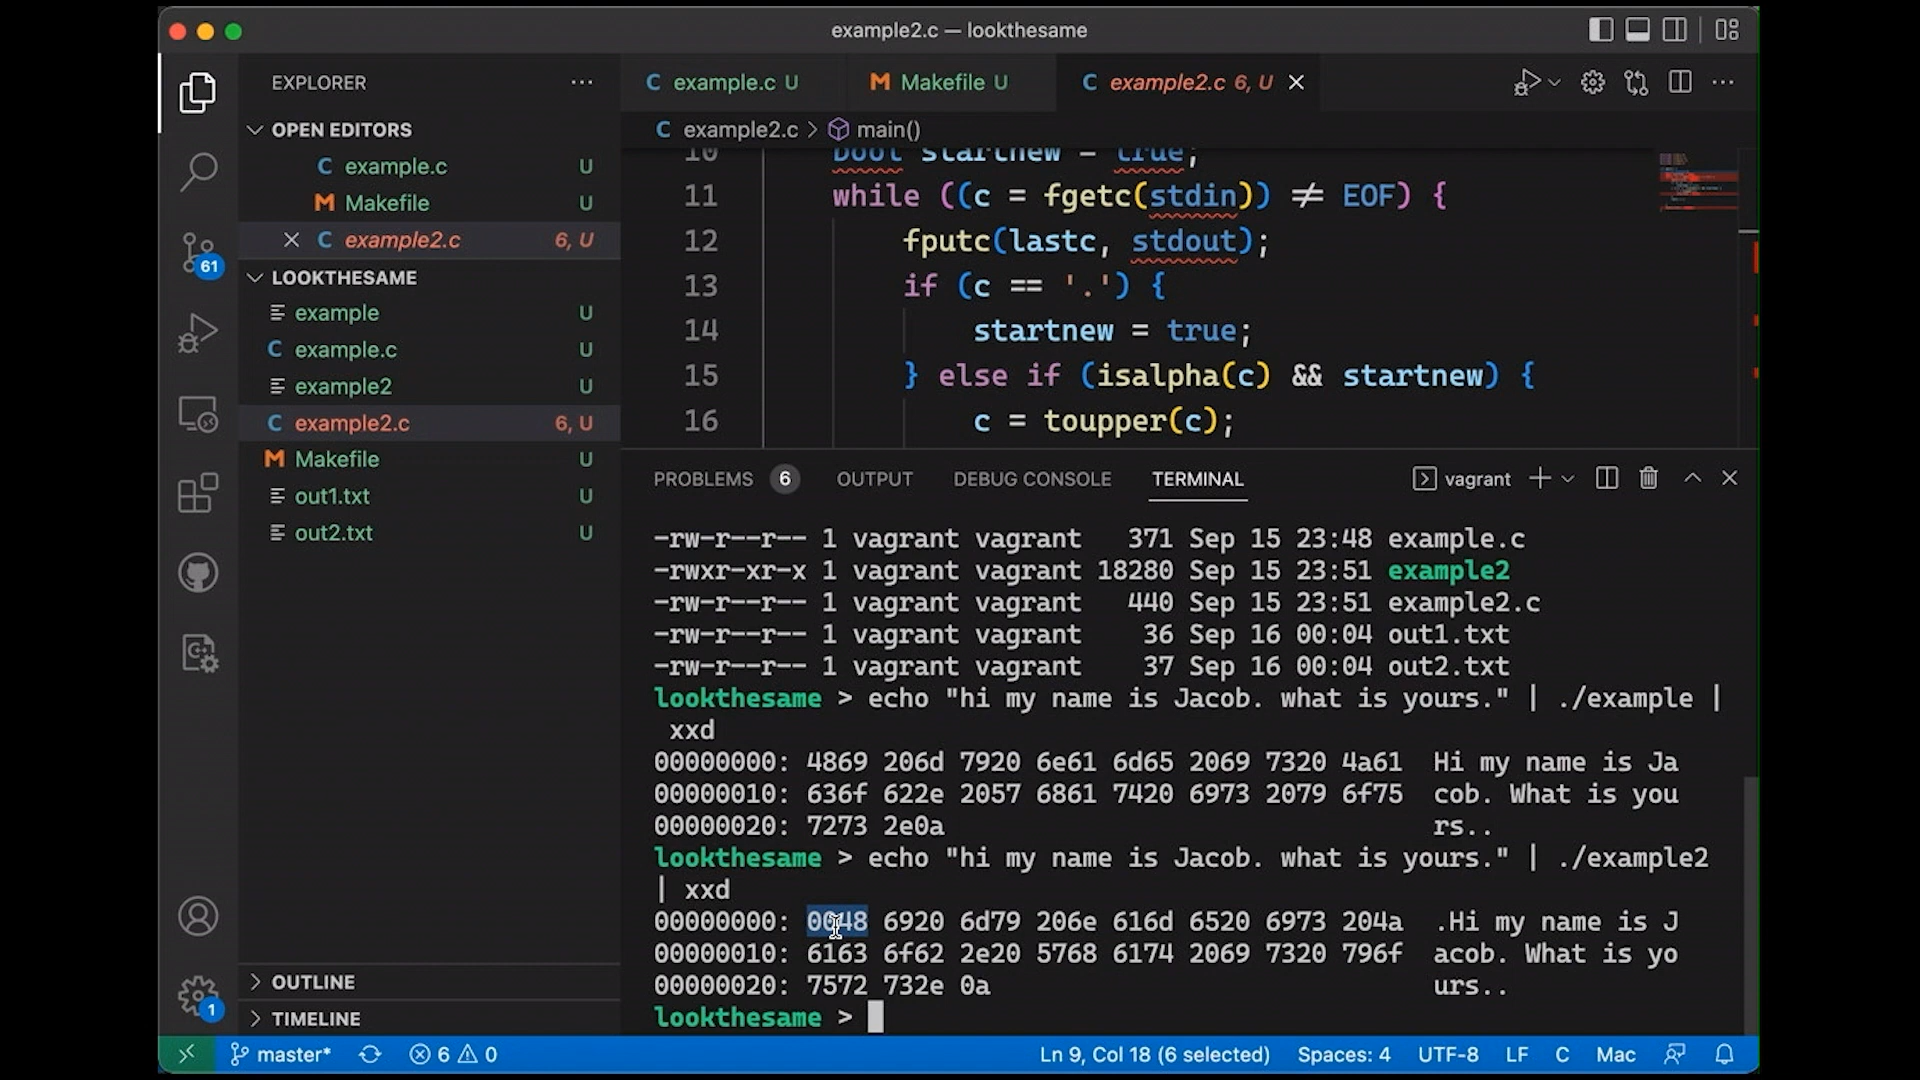 example2.c — lookthesame
EXPLORER
OPEN EDITORS
example.c U
Makefile U
example2.c 6, U
LOOKTHESAME
example U
example.c U
example2 U
example2.c 6, U
Makefile U
out1.txt U
out2.txt U
OUTLINE
TIMELINE
61
1
example.c U
Makefile U
example2.c 6, U
example2.c > main()
10 bool startnew = true;
11 while ((c = fgetc(stdin)) ≠ EOF) {
12 fputc(lastc, stdout);
13 if (c == '.') {
14 startnew = true;
15 } else if (isalpha(c) && startnew) {
16 c = toupper(c);
PROBLEMS 6 OUTPUT DEBUG CONSOLE TERMINAL vagrant
-rw-r--r-- 1 vagrant vagrant 371 Sep 15 23:48 example.c
-rwxr-xr-x 1 vagrant vagrant 18280 Sep 15 23:51 example2
-rw-r--r-- 1 vagrant vagrant 440 Sep 15 23:51 example2.c
-rw-r--r-- 1 vagrant vagrant 36 Sep 16 00:04 out1.txt
-rw-r--r-- 1 vagrant vagrant 37 Sep 16 00:04 out2.txt
lookthesame > echo "hi my name is Jacob. what is yours." | ./example |
xxd
00000000: 4869 206d 7920 6e61 6d65 2069 7320 4a61 Hi my name is Ja
00000010: 636f 622e 2057 6861 7420 6973 2079 6f75 cob. What is you
00000020: 7273 2e0a rs..
lookthesame > echo "hi my name is Jacob. what is yours." | ./example2
| xxd
00000000: 0048 6920 6d79 206e 616d 6520 6973 204a .Hi my name is J
00000010: 6163 6f62 2e20 5768 6174 2069 7320 796f acob. What is yo
00000020: 7572 732e 0a urs..
lookthesame >
master* 6 0 Ln 9, Col 18 (6 selected) Spaces: 4 UTF-8 LF C Mac